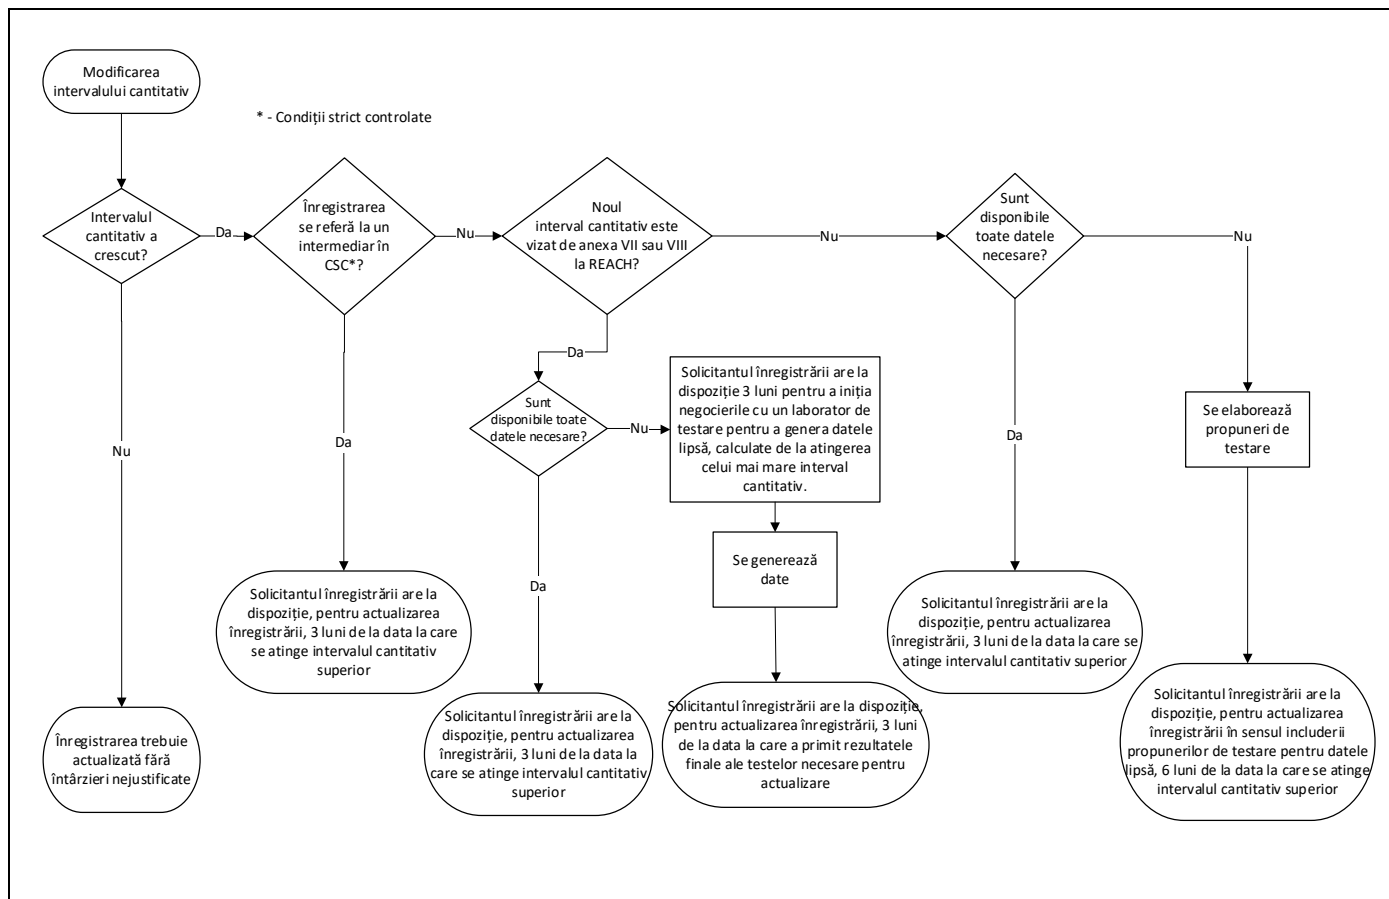 Modificarea
intervalului cantitativ
* - Condiții strict controlate
Intervalul
cantitativ a
crescut?
Da
Înregistrarea
se referă la un
intermediar în
CSC*?
Nu
Noul
interval cantitativ este
vizat de anexa VII sau VIII
la REACH?
Nu
Sunt
disponibile
toate datele
necesare?
Nu
Da
Sunt
disponibile toate
datele necesare?
Nu
Solicitantul înregistrării are la
dispoziție 3 luni pentru a iniția
negocierile cu un laborator de
testare pentru a genera datele
lipsă, calculate de la atingerea
celui mai mare interval
cantitativ.
Se elaborează
propuneri de
testare
Nu
Da
Da
Da
Se generează
date
Solicitantul înregistrării are la
dispoziție, pentru actualizarea
înregistrării, 3 luni de la data la care
se atinge intervalul cantitativ
superior
Solicitantul înregistrării are la
dispoziție, pentru actualizarea
înregistrării, 3 luni de la data la care se
atinge intervalul cantitativ superior
Înregistrarea trebuie
actualizată fără
întârzieri nejustificate
Solicitantul înregistrării are la
dispoziție, pentru actualizarea
înregistrării, 3 luni de la data la
care se atinge intervalul cantitativ
superior
Solicitantul înregistrării are la dispoziție,
pentru actualizarea înregistrării, 3 luni
de la data la care a primit rezultatele
finale ale testelor necesare pentru
actualizare
Solicitantul înregistrării are la
dispoziție, pentru actualizarea
înregistrării în sensul includerii
propunerilor de testare pentru datele
lipsă, 6 luni de la data la care se atinge
intervalul cantitativ superior